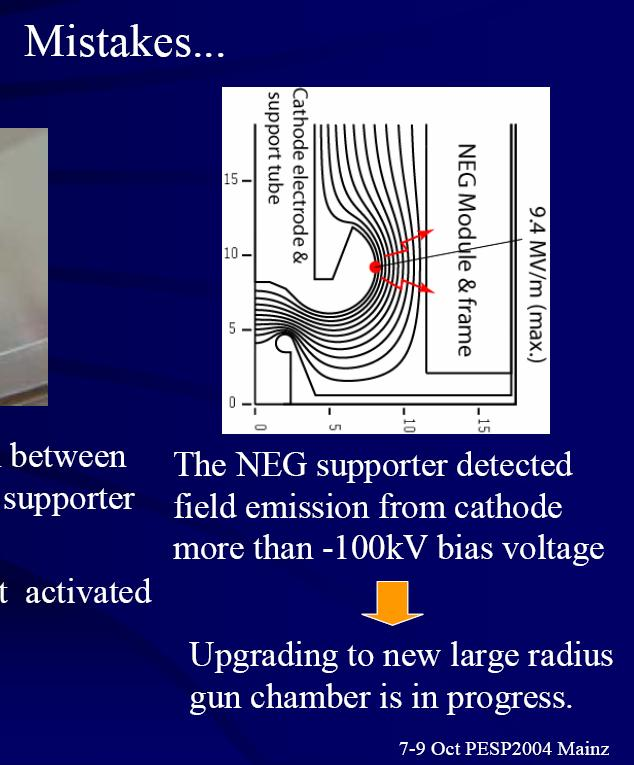 Mistakes...
Cathode electrode &
support tube
NEG Module & frame
9.4 MV/m (max.)
15
10
5
0
0
5
10
15
between
supporter
t activated
The NEG supporter detected
field emission from cathode
more than -100kV bias voltage
Upgrading to new large radius
gun chamber is in progress.
7-9 Oct PESP2004 Mainz